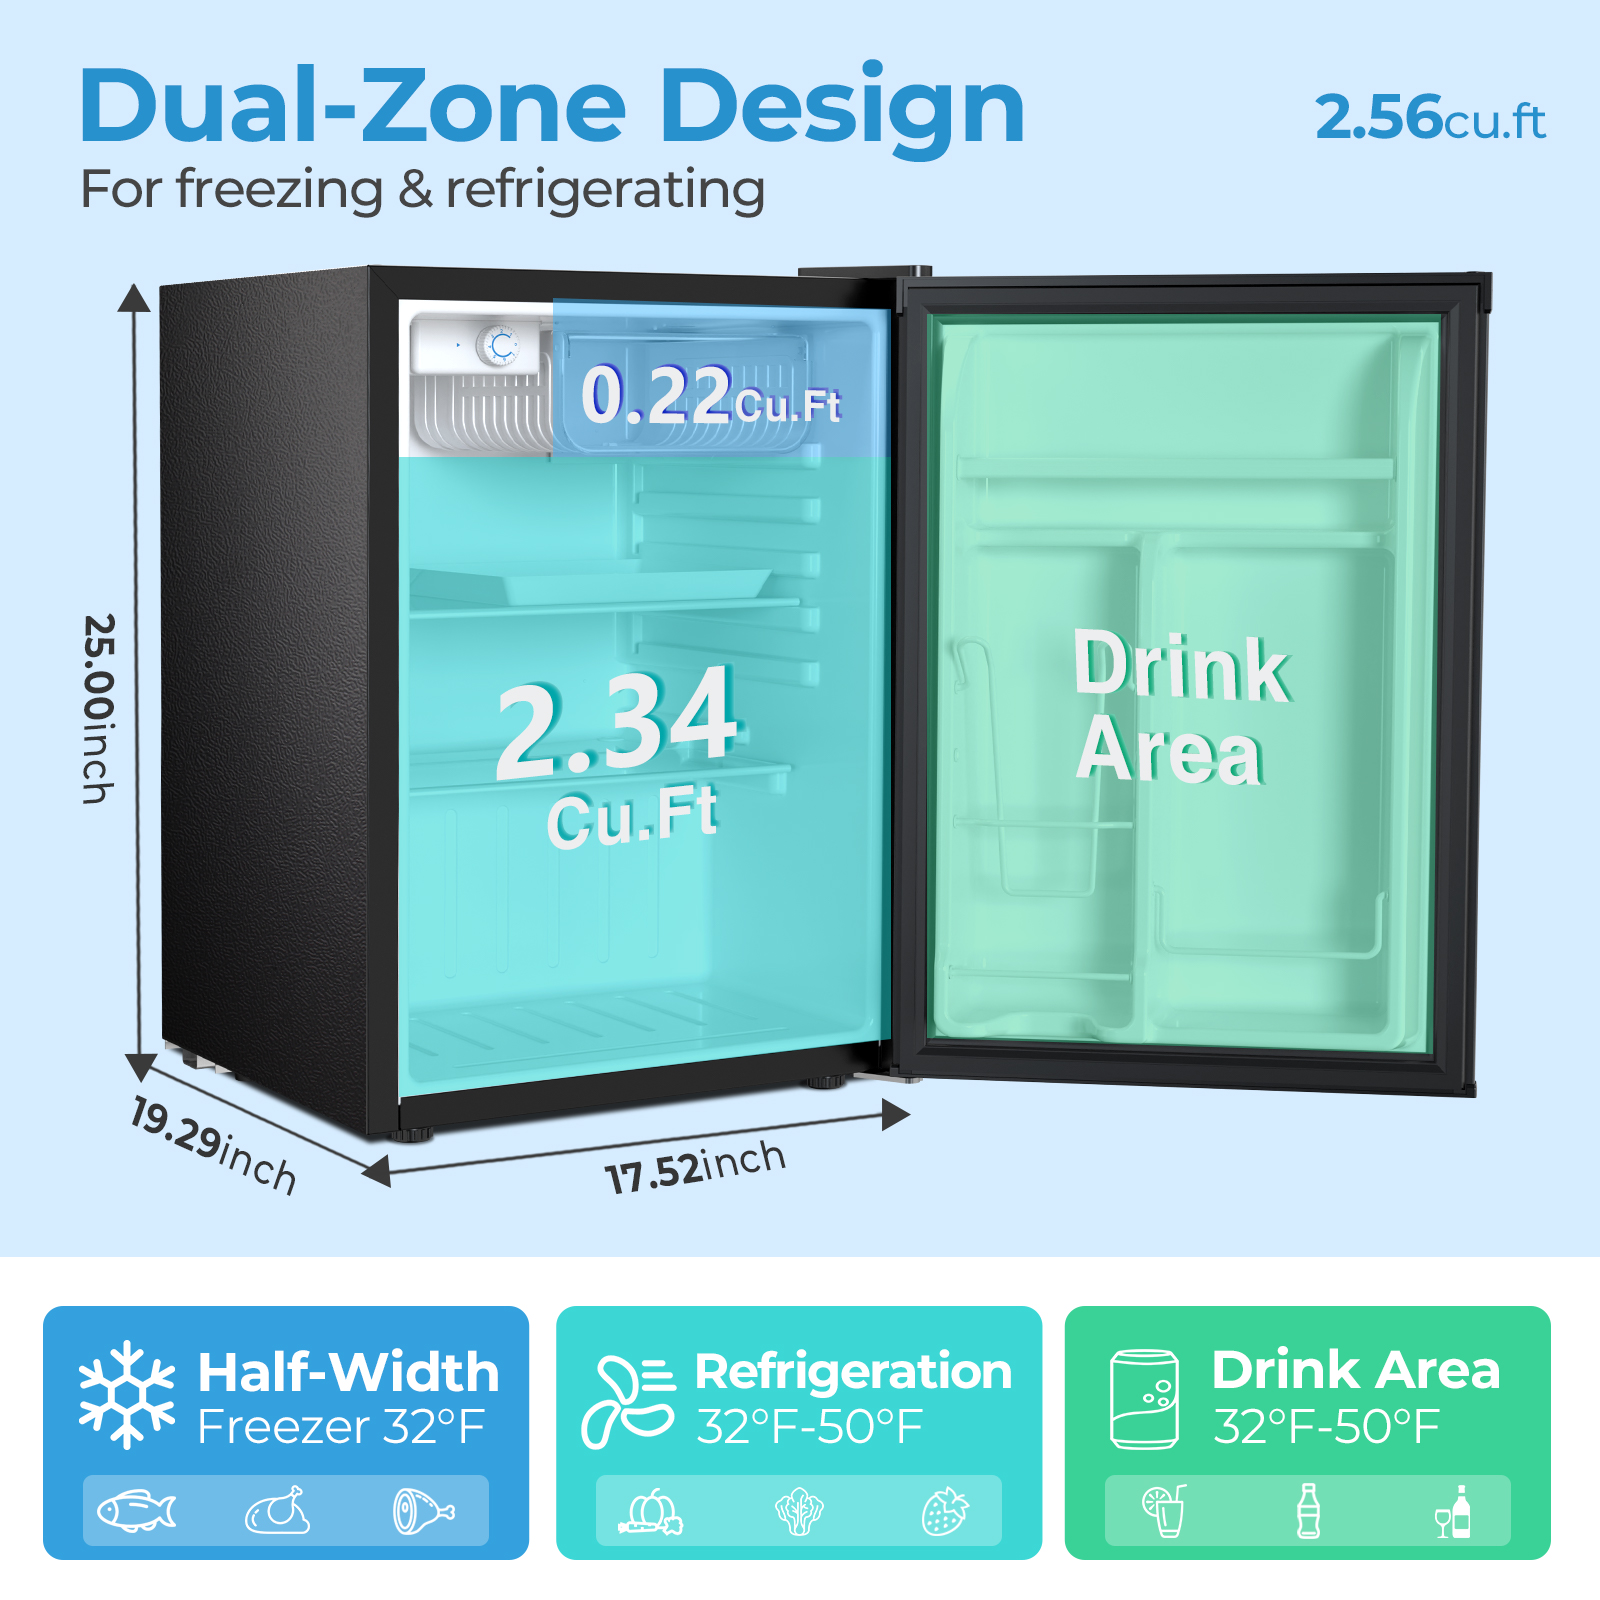 Dual-Zone Design
2.56cu.ft
For freezing & refrigerating
0.22Cu.Ft
2.34
Cu.Ft
Drink
Area
25.00inch
19.29inch
17.52inch
Half-Width
Freezer 32°F
Refrigeration
32°F-50°F
Drink Area
32°F-50°F